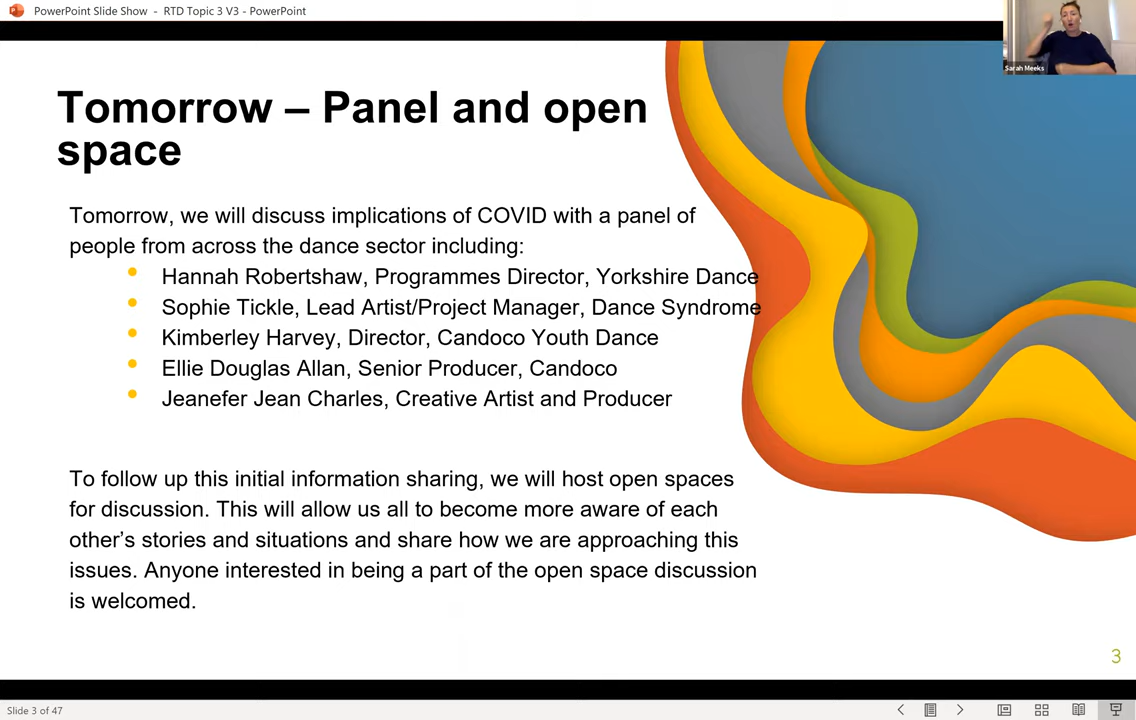 PowerPoint Slide Show - RTD Topic 3 V3 - PowerPoint
Sarah Meeks
Tomorrow – Panel and open
space
Tomorrow, we will discuss implications of COVID with a panel of
people from across the dance sector including:
• Hannah Robertshaw, Programmes Director, Yorkshire Dance
• Sophie Tickle, Lead Artist/Project Manager, Dance Syndrome
• Kimberley Harvey, Director, Candoco Youth Dance
• Ellie Douglas Allan, Senior Producer, Candoco
• Jeanefer Jean Charles, Creative Artist and Producer
To follow up this initial information sharing, we will host open spaces
for discussion. This will allow us all to become more aware of each
other’s stories and situations and share how we are approaching this
issues. Anyone interested in being a part of the open space discussion
is welcomed.
3
Slide 3 of 47